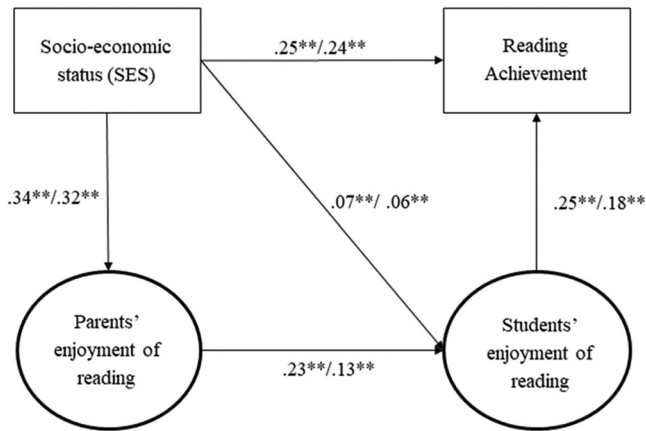 Socio-economic
status (SES)
.25**/.24**
Reading
Achievement
.34**/.32**
.07**/ .06**
.25**/.18**
Parents’
enjoyment of
reading
.23**/.13**
Students’
enjoyment of
reading